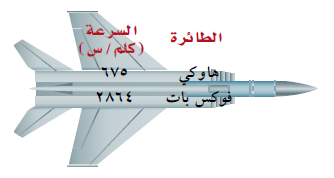 الطائرة السرعة
(كلم / س)
هاوكي ٦٧٥
فوكس بات ٢٨٦٤